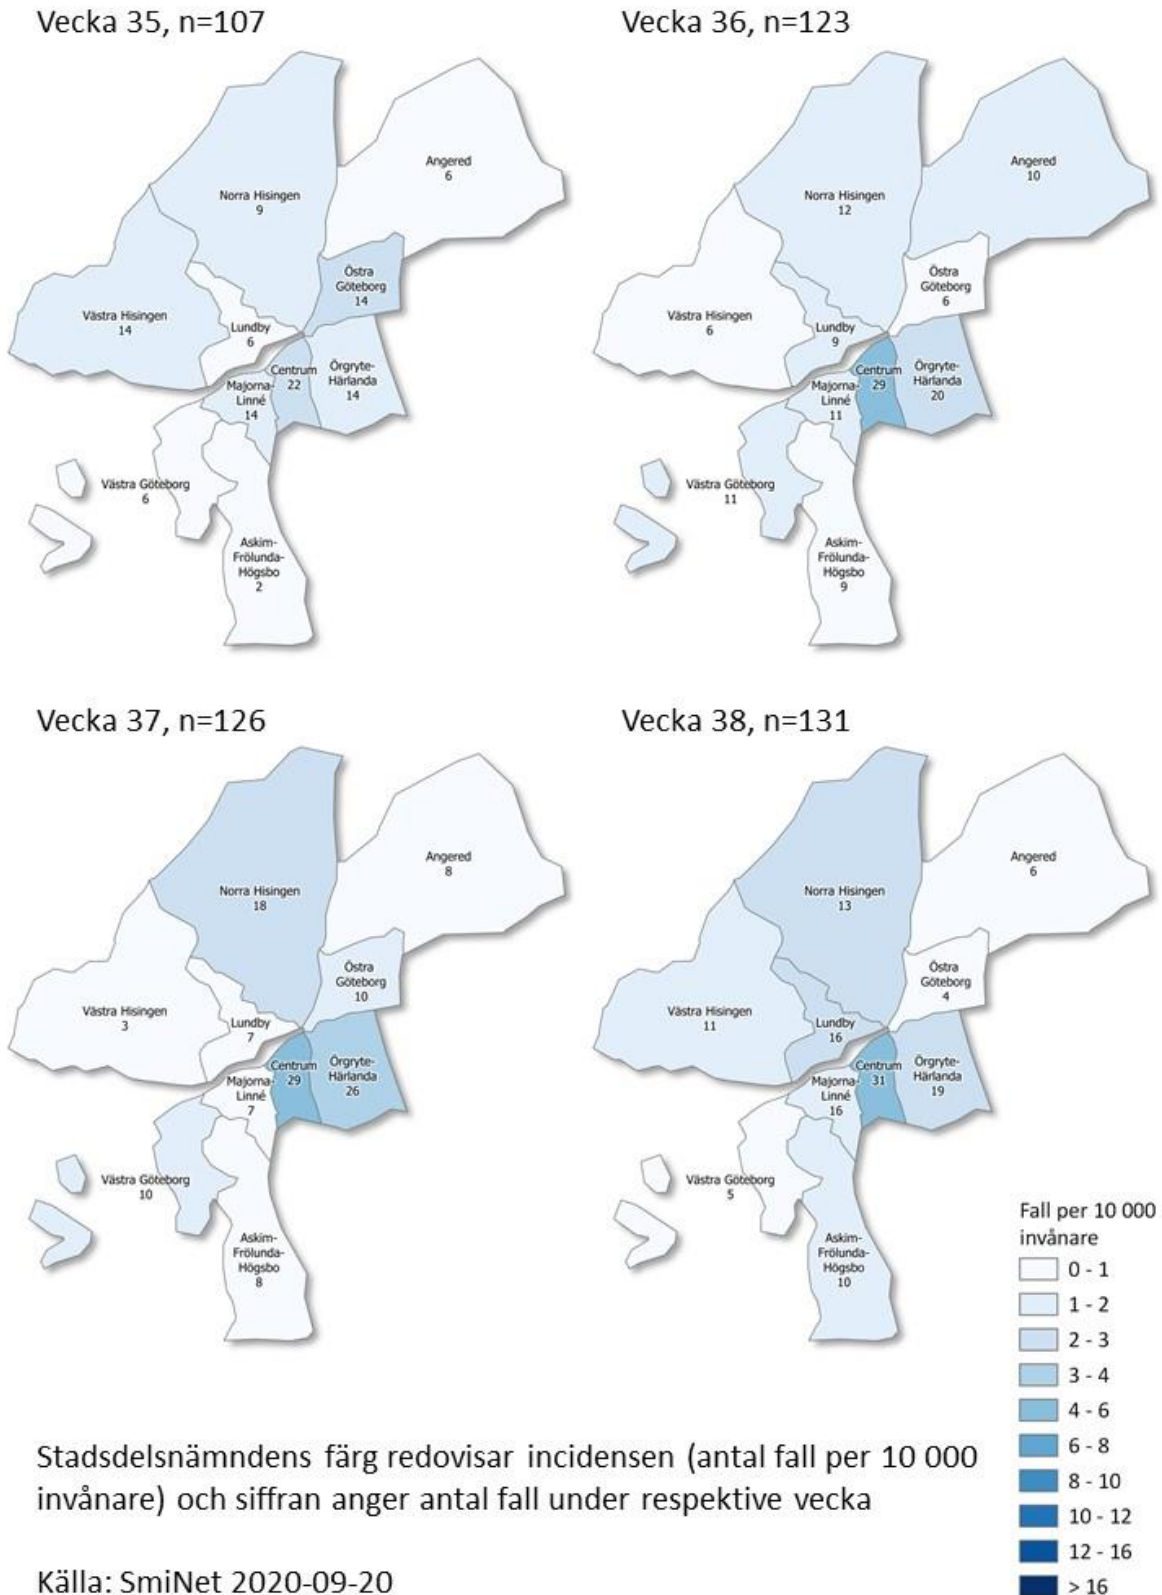 Vecka 35, n=107
Norra Hisingen
9
Angered
6
Östra
Göteborg
14
Västra Hisingen
14
Lundby
6
Centrum
22
Örgryte-
Härlanda
14
Majorna-
Linné
14
Västra Göteborg
6
Askim-
Frölunda-
Högsbo
2
Vecka 36, n=123
Norra Hisingen
12
Angered
10
Östra
Göteborg
6
Västra Hisingen
6
Lundby
9
Centrum
29
Örgryte-
Härlanda
20
Majorna-
Linné
11
Västra Göteborg
11
Askim-
Frölunda-
Högsbo
9
Vecka 37, n=126
Norra Hisingen
18
Angered
8
Östra
Göteborg
10
Västra Hisingen
3
Lundby
7
Centrum
29
Örgryte-
Härlanda
26
Majorna-
Linné
7
Västra Göteborg
10
Askim-
Frölunda-
Högsbo
8
Vecka 38, n=131
Norra Hisingen
13
Angered
6
Östra
Göteborg
4
Västra Hisingen
11
Lundby
16
Centrum
31
Örgryte-
Härlanda
19
Majorna-
Linné
16
Västra Göteborg
5
Askim-
Frölunda-
Högsbo
10
Fall per 10 000
invånare
0 - 1
1 - 2
2 - 3
3 - 4
4 - 6
6 - 8
8 - 10
10 - 12
12 - 16
> 16
Stadsdelsnämndens färg redovisar incidensen (antal fall per 10 000
invånare) och siffran anger antal fall under respektive vecka
Källa: SmiNet 2020-09-20